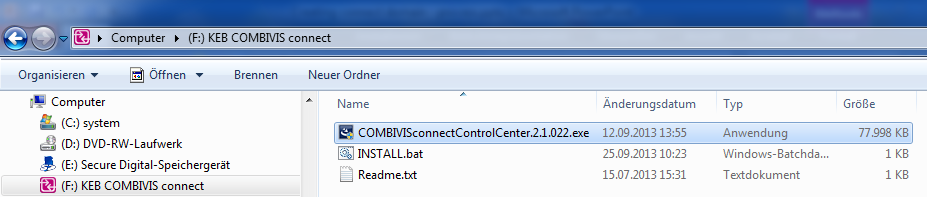 Computer (F:) KEB COMBIVIS connect
Organisieren Öffnen Brennen Neuer Ordner
Computer
(C:) system
(D:) DVD-RW-Laufwerk
(E:) Secure Digital-Speichergerät
(F:) KEB COMBIVIS connect
Name Änderungsdatum Typ Größe
COMBIVISconnectControlCenter.2.1.022.exe 12.09.2013 13:55 Anwendung 77.998 KB
INSTALL.bat 25.09.2013 10:23 Windows-Batchda... 1 KB
Readme.txt 15.07.2013 15:31 Textdokument 1 KB